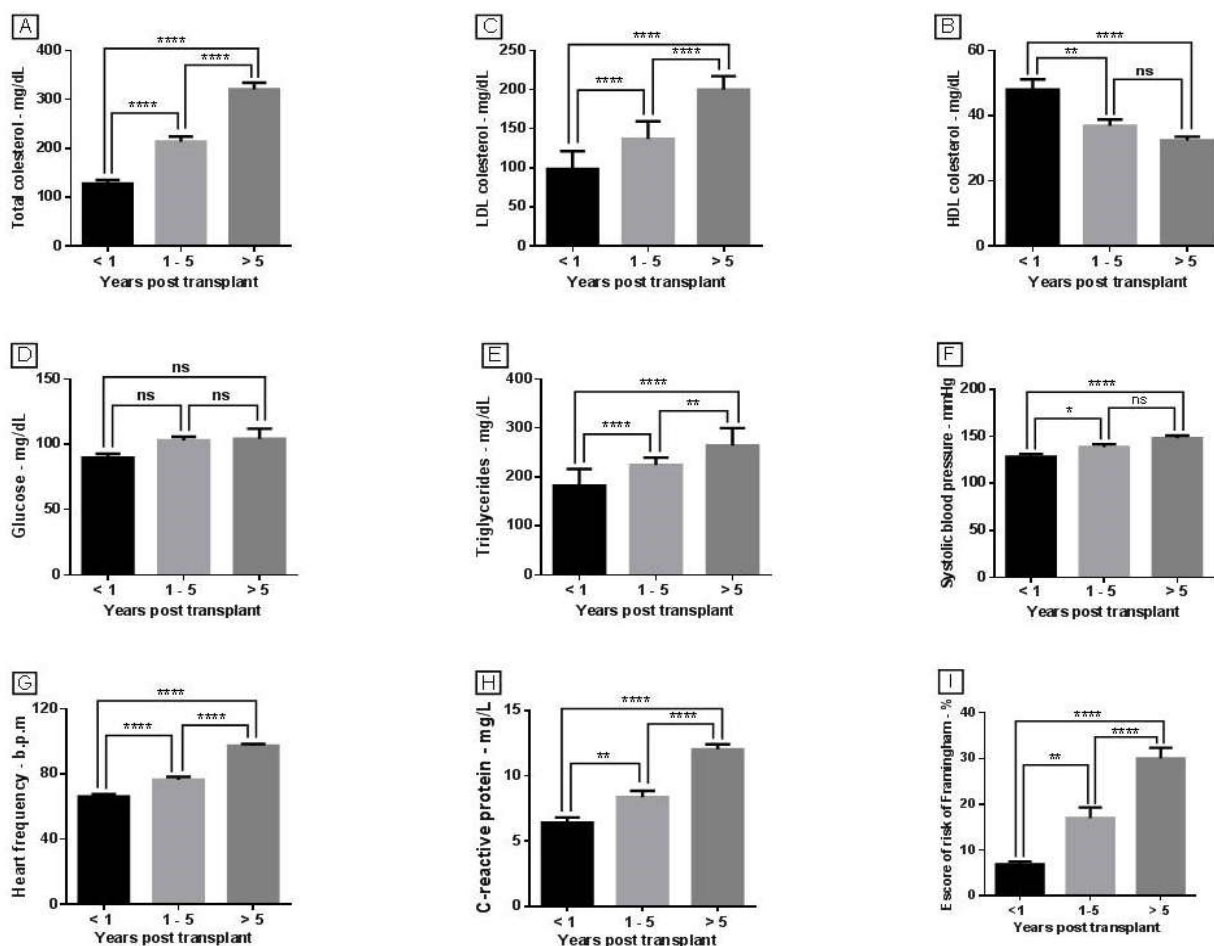 A
Total colesterol - mg/dL
400
300
200
100
0
****
****
****
< 1 1 - 5 > 5
Years post transplant
C
LDL colesterol - mg/dL
250
200
150
100
50
0
****
****
****
< 1 1 - 5 > 5
Years post transplant
B
HDL colesterol - mg/dL
60
40
20
0
****
**
ns
< 1 1 - 5 > 5
Years post transplant
D
Glucose - mg/dL
150
100
50
0
ns
ns
ns
< 1 1 - 5 > 5
Years post transplant
E
Triglycerides - mg/dL
400
300
200
100
0
****
****
**
< 1 1 - 5 > 5
Years post transplant
F
Systolic blood pressure - mmHg
200
150
100
50
0
****
*
ns
< 1 1 - 5 > 5
Years post transplant
G
Heart frequency - b.p.m
120
80
40
0
****
****
****
< 1 1 - 5 > 5
Years post transplant
H
C-reactive protein - mg/L
15
10
5
0
****
**
****
< 1 1 - 5 > 5
Years post transplant
I
Escore of risk of Framingham - %
40
30
20
10
0
****
**
****
< 1 1 - 5 > 5
Years post transplant